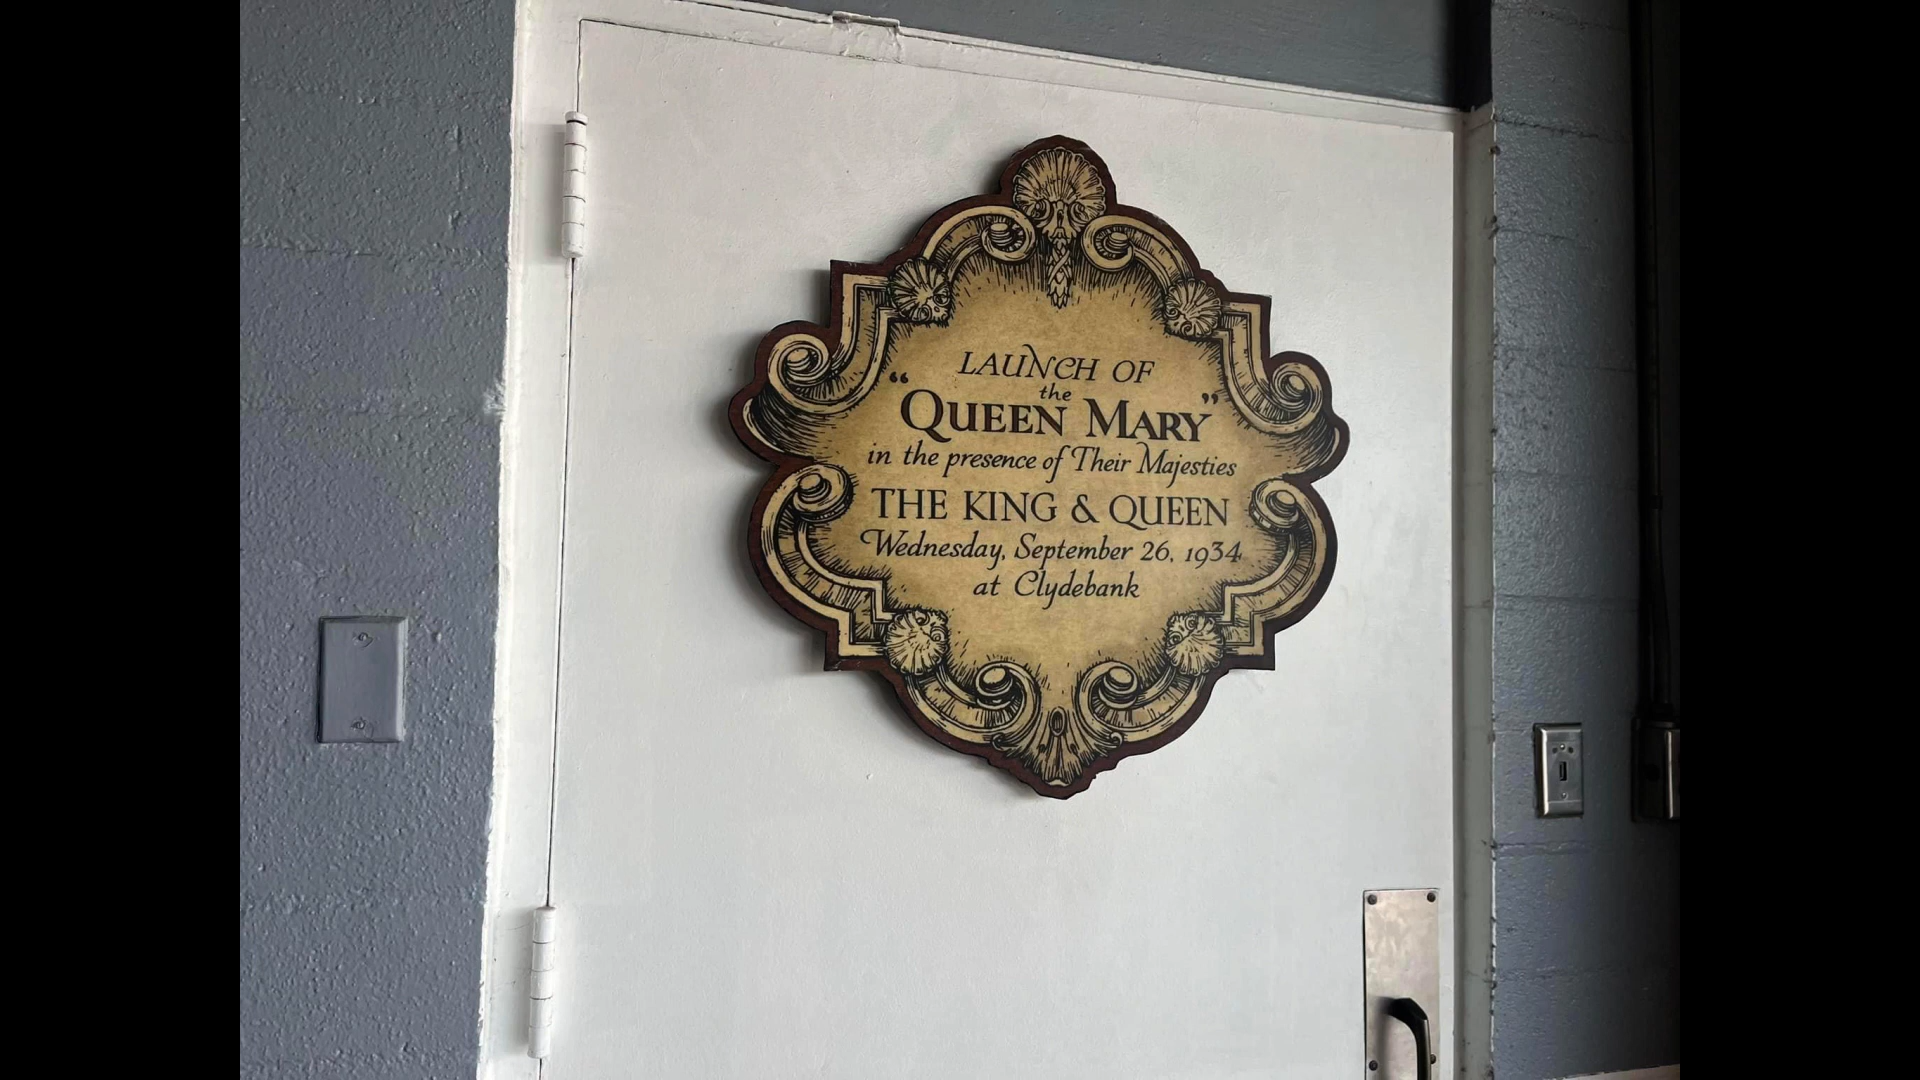 LAUNCH OF
the
“QUEEN MARY”
in the presence of Their Majesties
THE KING & QUEEN
Wednesday, September 26, 1934
at Clydebank